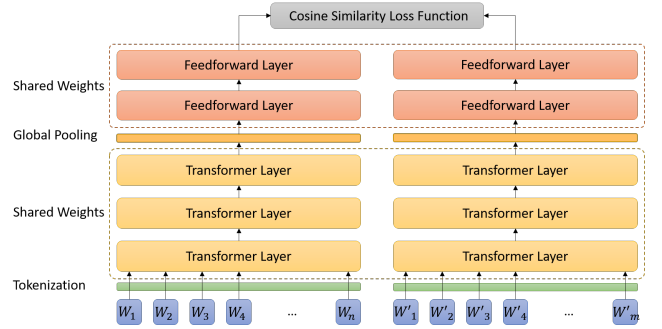 Cosine Similarity Loss Function
Shared Weights
Feedforward Layer Feedforward Layer
Feedforward Layer Feedforward Layer
Global Pooling
Shared Weights
Transformer Layer Transformer Layer
Transformer Layer Transformer Layer
Transformer Layer Transformer Layer
Tokenization
W₁ W₂ W₃ W₄ ... Wₙ W'₁ W'₂ W'₃ W'₄ ... W'ₘ